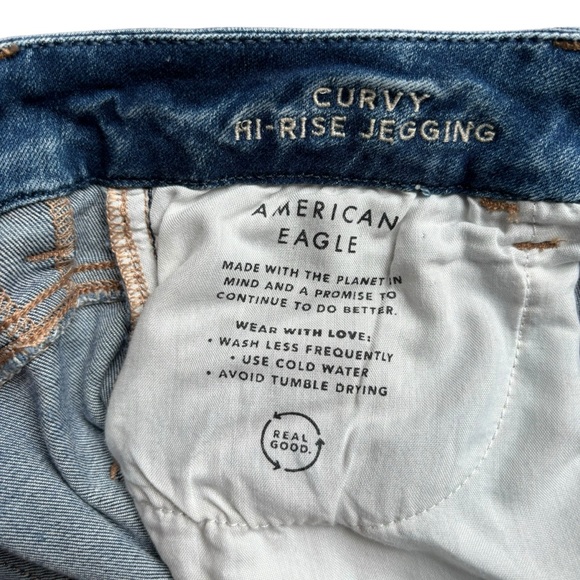 CURVY
HI-RISE JEGGING
AMERICAN
EAGLE
MADE WITH THE PLANET IN
MIND AND A PROMISE TO
CONTINUE TO DO BETTER.
WEAR WITH LOVE:
• WASH LESS FREQUENTLY
• USE COLD WATER
• AVOID TUMBLE DRYING
REAL
GOOD.